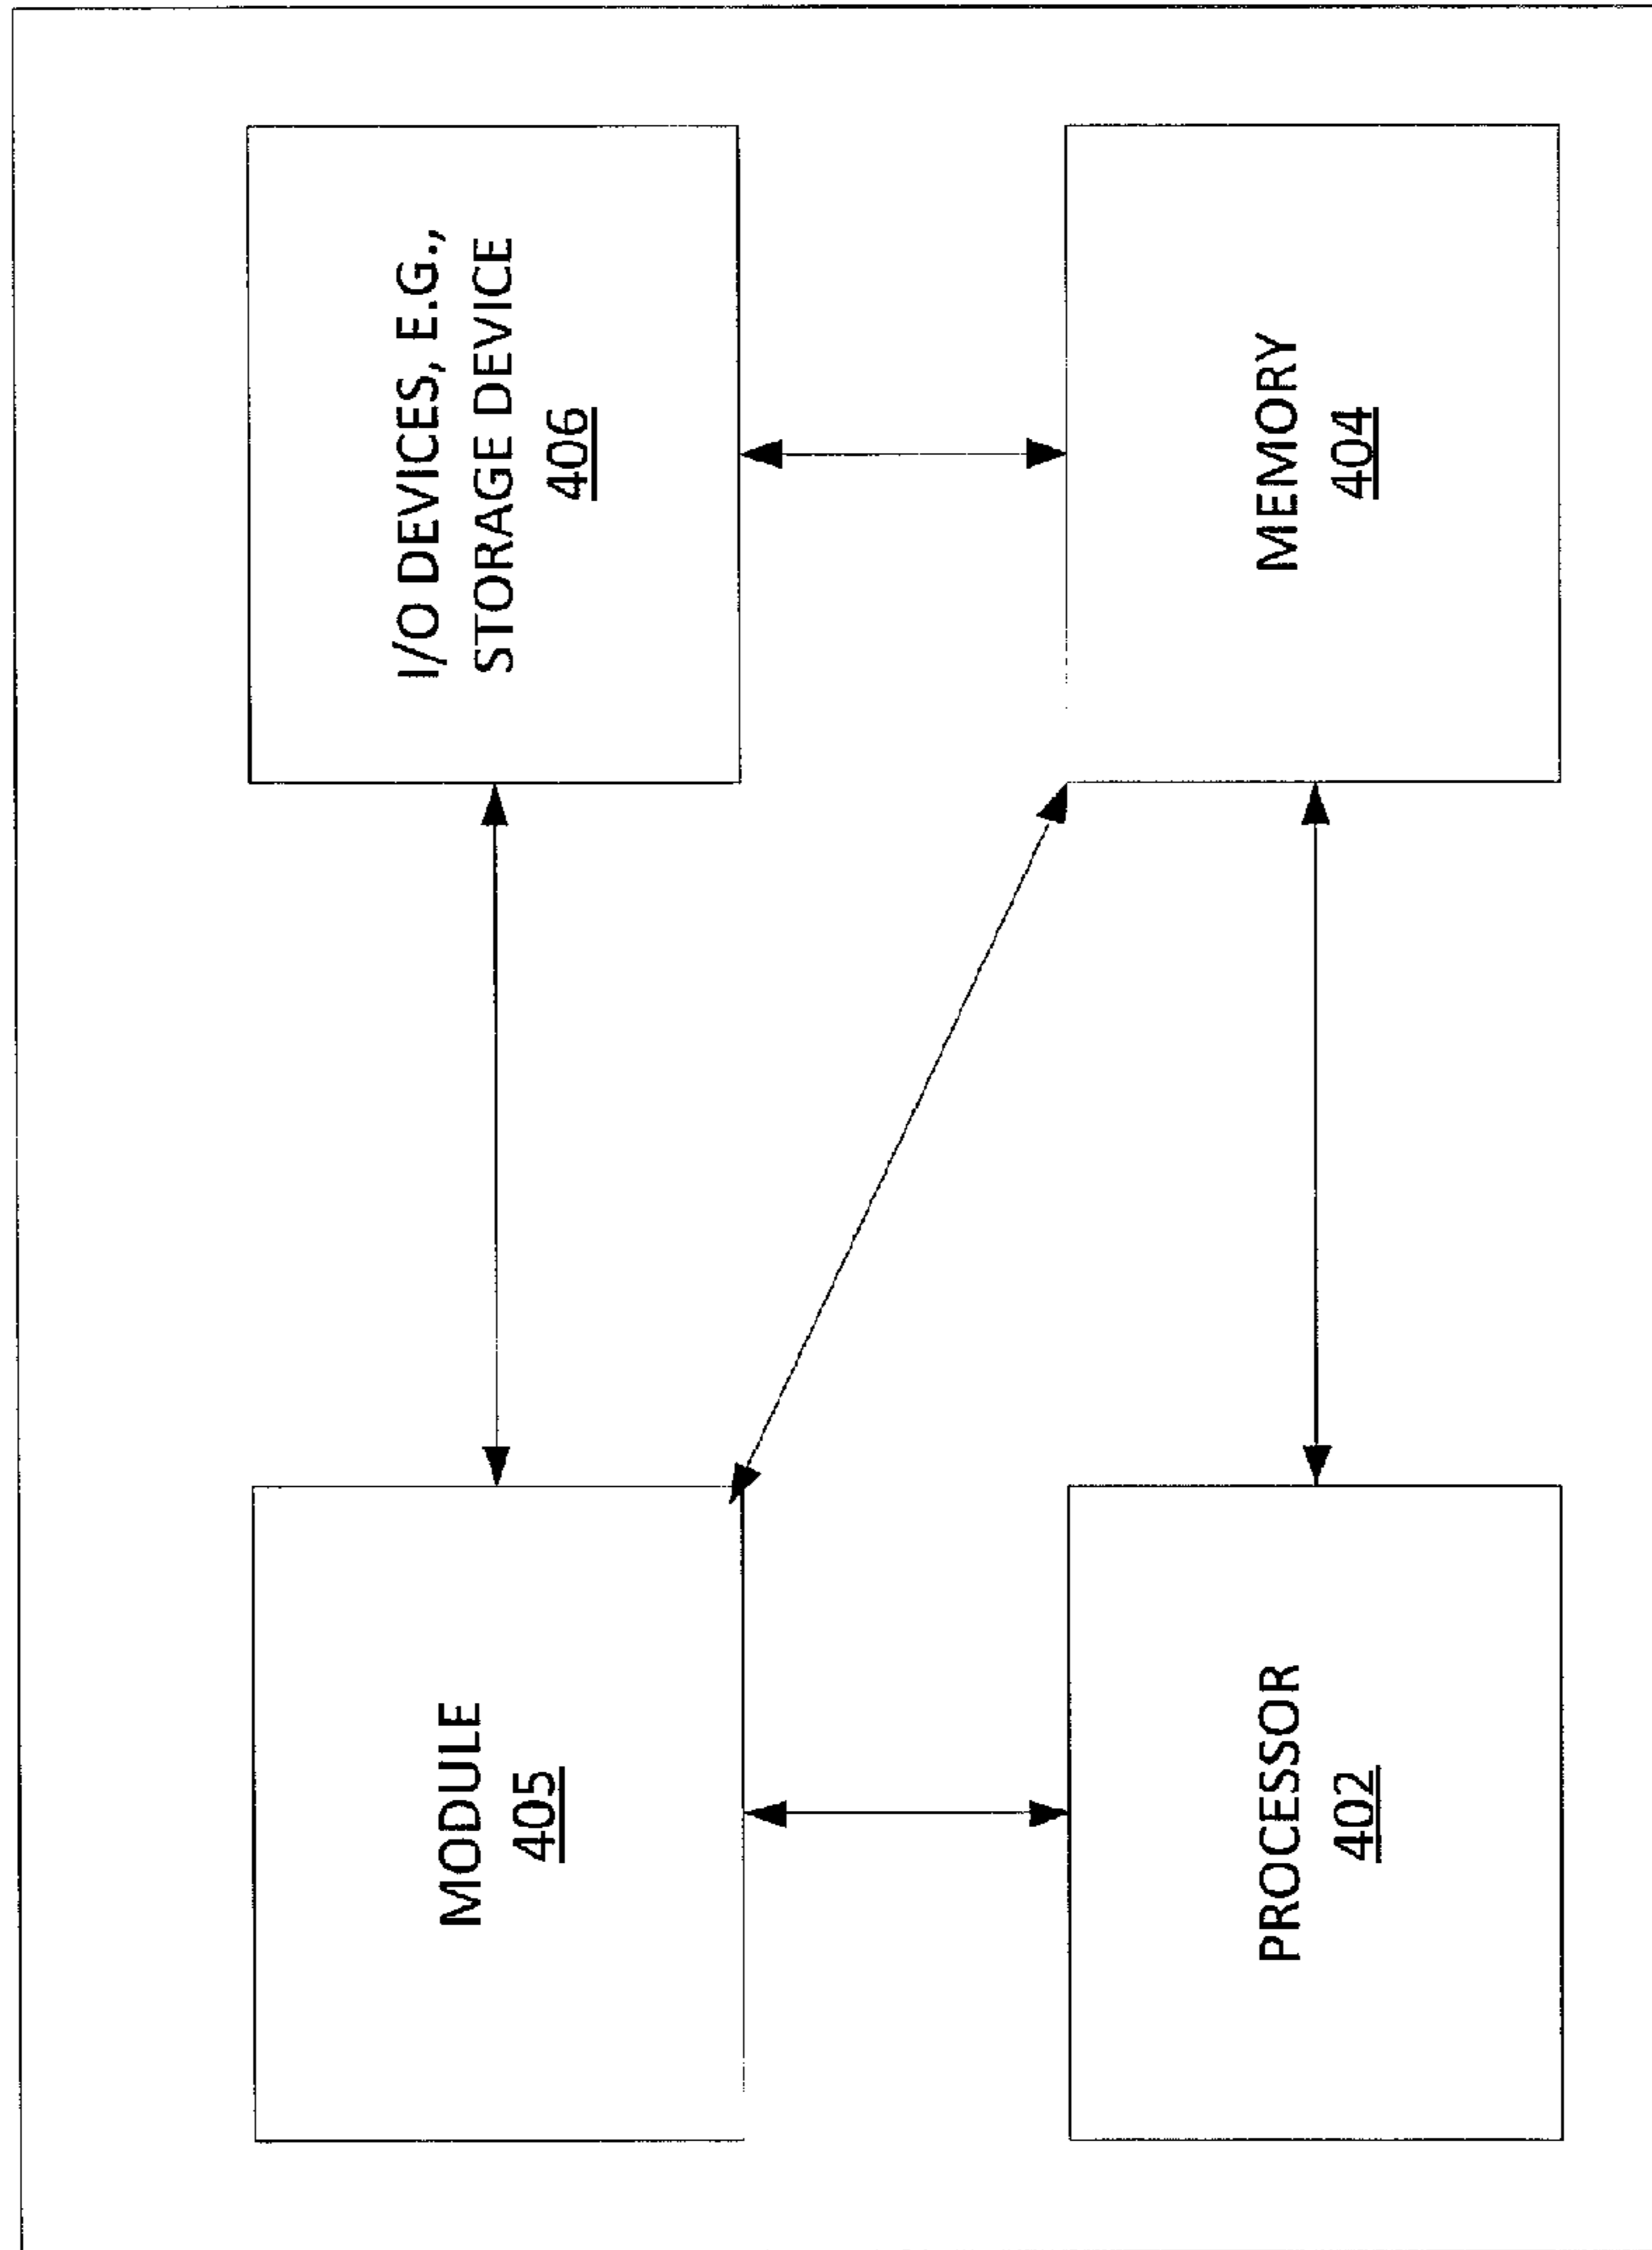 MODULE
405
I/O DEVICES, E.G.,
STORAGE DEVICE
406
PROCESSOR
402
MEMORY
404